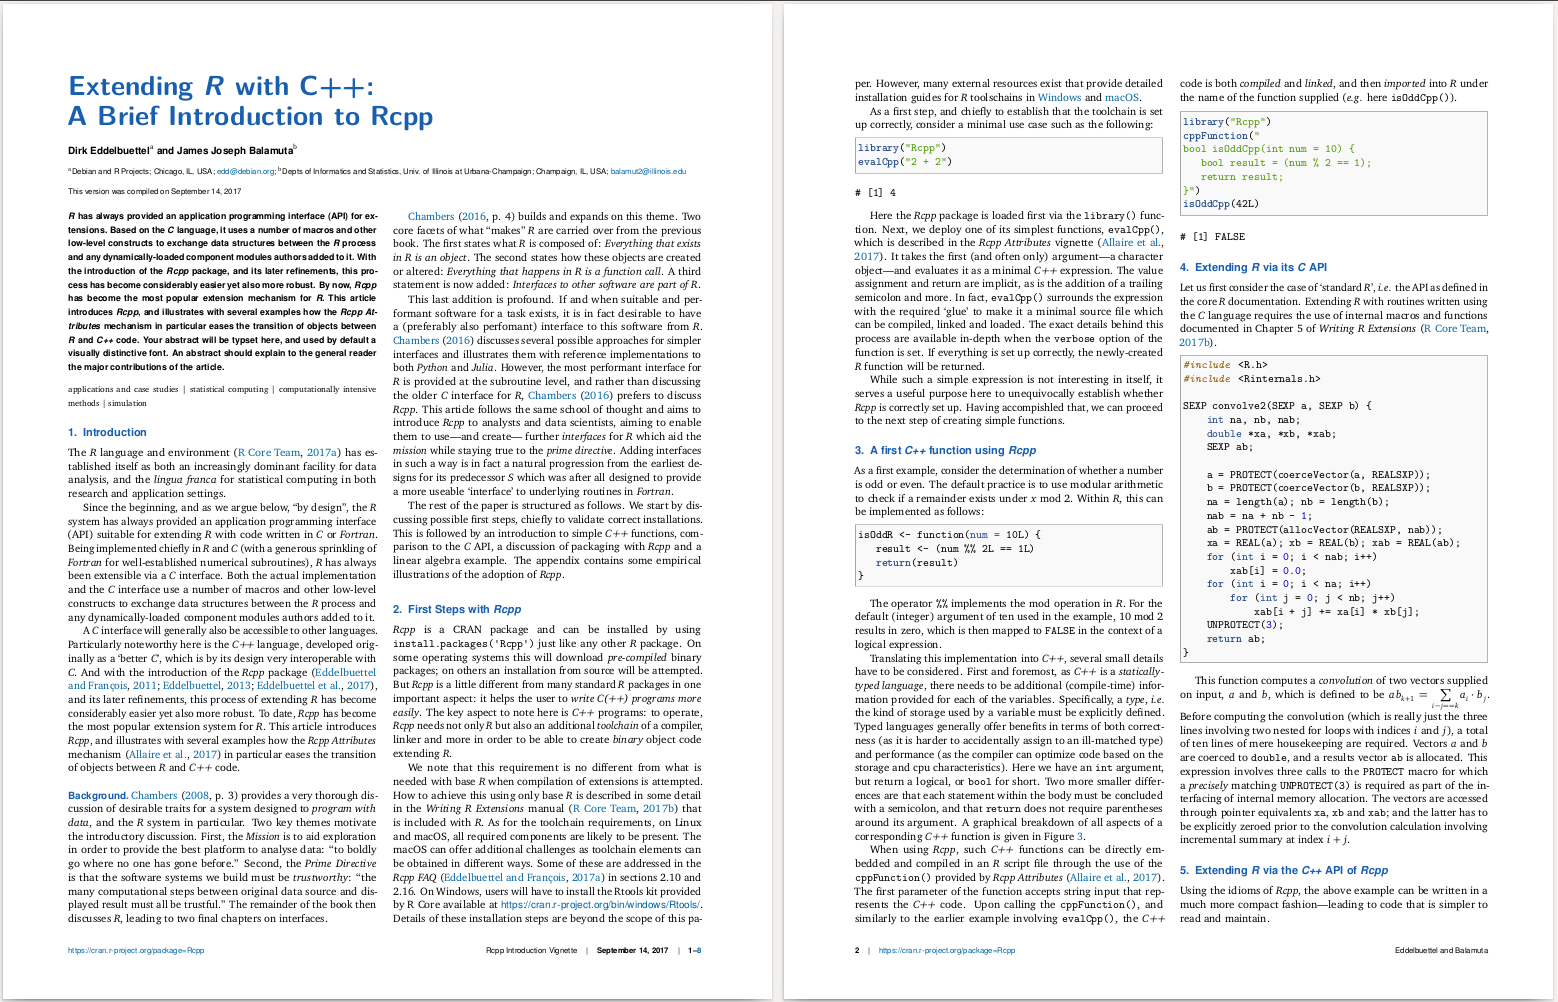 Extending R with C++:
A Brief Introduction to Rcpp
Dirk Eddelbuettel^a and James Joseph Balamuta^b
^a Debian and R Projects; Chicago, IL, USA; edd@debian.org; ^b Depts of Informatics and Statistics, Univ. of Illinois at Urbana-Champaign; Champaign, IL, USA; balamut2@illinois.edu
This version was compiled on September 14, 2017
R has always provided an application programming interface (API) for ex-
tensions. Based on the C language, it uses a number of macros and other
low-level constructs to exchange data structures between the R process
and any dynamically-loaded component modules authors added to it. With
the introduction of the Rcpp package, and its later refinements, this pro-
cess has become considerably easier yet also more robust. By now, Rcpp
has become the most popular extension mechanism for R. This article
introduces Rcpp, and illustrates with several examples how the Rcpp At-
tributes mechanism in particular eases the transition of objects between
R and C++ code. Your abstract will be typset here, and used by default a
visually distinctive font. An abstract should explain to the general reader
the major contributions of the article.
applications and case studies | statistical computing | computationally intensive
methods | simulation
1. Introduction
The R language and environment (R Core Team, 2017a) has es-
tablished itself as both an increasingly dominant facility for data
analysis, and the lingua franca for statistical computing in both
research and application settings.
Since the beginning, and as we argue below, “by design”, the R
system has always provided an application programming interface
(API) suitable for extending R with code written in C or Fortran.
Being implemented chiefly in R and C (with a generous sprinkling of
Fortran for well-established numerical subroutines), R has always
been extensible via a C interface. Both the actual implementation
and the C interface use a number of macros and other low-level
constructs to exchange data structures between the R process and
any dynamically-loaded component modules authors added to it.
A C interface will generally also be accessible to other languages.
Particularly noteworthy here is the C++ language, developed orig-
inally as a ‘better C’, which is by its design very interoperable with
C. And with the introduction of the Rcpp package (Eddelbuettel
and François, 2011; Eddelbuettel, 2013; Eddelbuettel et al., 2017),
and its later refinements, this process of extending R has become
considerably easier yet also more robust. To date, Rcpp has become
the most popular extension system for R. This article introduces
Rcpp, and illustrates with several examples how the Rcpp Attributes
mechanism (Allaire et al., 2017) in particular eases the transition
of objects between R and C++ code.
Background. Chambers (2008, p. 3) provides a very thorough dis-
cussion of desirable traits for a system designed to program with
data, and the R system in particular. Two key themes motivate
the introductory discussion. First, the Mission is to aid exploration
in order to provide the best platform to analyse data: “to boldly
go where no one has gone before.” Second, the Prime Directive
is that the software systems we build must be trustworthy: “the
many computational steps between original data source and dis-
played result must all be trustful.” The remainder of the book then
discusses R, leading to two final chapters on interfaces.
Chambers (2016, p. 4) builds and expands on this theme. Two
core facets of what “makes” R are carried over from the previous
book. The first states what R is composed of: Everything that exists
in R is an object. The second states how these objects are created
or altered: Everything that happens in R is a function call. A third
statement is now added: Interfaces to other software are part of R.
This last addition is profound. If and when suitable and per-
formant software for a task exists, it is in fact desirable to have
a (preferably also perfomant) interface to this software from R.
Chambers (2016) discusses several possible approaches for simpler
interfaces and illustrates them with reference implementations to
both Python and Julia. However, the most performant interface for
R is provided at the subroutine level, and rather than discussing
the older C interface for R, Chambers (2016) prefers to discuss
Rcpp. This article follows the same school of thought and aims to
introduce Rcpp to analysts and data scientists, aiming to enable
them to use—and create— further interfaces for R which aid the
mission while staying true to the prime directive. Adding interfaces
in such a way is in fact a natural progression from the earliest de-
signs for its predecessor S which was after all designed to provide
a more useable ‘interface’ to underlying routines in Fortran.
The rest of the paper is structured as follows. We start by dis-
cussing possible first steps, chiefly to validate correct installations.
This is followed by an introduction to simple C++ functions, com-
parison to the C API, a discussion of packaging with Rcpp and a
linear algebra example. The appendix contains some empirical
illustrations of the adoption of Rcpp.
2. First Steps with Rcpp
Rcpp is a CRAN package and can be installed by using
install.packages('Rcpp') just like any other R package. On
some operating systems this will download pre-compiled binary
packages; on others an installation from source will be attempted.
But Rcpp is a little different from many standard R packages in one
important aspect: it helps the user to write C(++) programs more
easily. The key aspect to note here is C++ programs: to operate,
Rcpp needs not only R but also an additional toolchain of a compiler,
linker and more in order to be able to create binary object code
extending R.
We note that this requirement is no different from what is
needed with base R when compilation of extensions is attempted.
How to achieve this using only base R is described in some detail
in the Writing R Extensions manual (R Core Team, 2017b) that
is included with R. As for the toolchain requirements, on Linux
and macOS, all required components are likely to be present. The
macOS can offer additional challenges as toolchain elements can
be obtained in different ways. Some of these are addressed in the
Rcpp FAQ (Eddelbuettel and François, 2017a) in sections 2.10 and
2.16. On Windows, users will have to install the Rtools kit provided
by R Core available at https://cran.r-project.org/bin/windows/Rtools/.
Details of these installation steps are beyond the scope of this pa-
https://cran.r-project.org/package=Rcpp
Rcpp Introduction Vignette | September 14, 2017 | 1–8
per. However, many external resources exist that provide detailed
installation guides for R toolschains in Windows and macOS.
As a first step, and chiefly to establish that the toolchain is set
up correctly, consider a minimal use case such as the following:
library("Rcpp")
evalCpp("2 + 2")
# [1] 4
Here the Rcpp package is loaded first via the library() func-
tion. Next, we deploy one of its simplest functions, evalCpp(),
which is described in the Rcpp Attributes vignette (Allaire et al.,
2017). It takes the first (and often only) argument—a character
object—and evaluates it as a minimal C++ expression. The value
assignment and return are implicit, as is the addition of a trailing
semicolon and more. In fact, evalCpp() surrounds the expression
with the required ‘glue’ to make it a minimal source file which
can be compiled, linked and loaded. The exact details behind this
process are available in-depth when the verbose option of the
function is set. If everything is set up correctly, the newly-created
R function will be returned.
While such a simple expression is not interesting in itself, it
serves a useful purpose here to unequivocally establish whether
Rcpp is correctly set up. Having accompished that, we can proceed
to the next step of creating simple functions.
3. A first C++ function using Rcpp
As a first example, consider the determination of whether a number
is odd or even. The default practice is to use modular arithmetic
to check if a remainder exists under x mod 2. Within R, this can
be implemented as follows:
isOddR <- function(num = 10L) {
result <- (num %% 2L == 1L)
return(result)
}
The operator %% implements the mod operation in R. For the
default (integer) argument of ten used in the example, 10 mod 2
results in zero, which is then mapped to FALSE in the context of a
logical expression.
Translating this implementation into C++, several small details
have to be considered. First and foremost, as C++ is a statically-
typed language, there needs to be additional (compile-time) infor-
mation provided for each of the variables. Specifically, a type, i.e.
the kind of storage used by a variable must be explicitly defined.
Typed languages generally offer benefits in terms of both correct-
ness (as it is harder to accidentally assign to an ill-matched type)
and performance (as the compiler can optimize code based on the
storage and cpu characteristics). Here we have an int argument,
but return a logical, or bool for short. Two more smaller differ-
ences are that each statement within the body must be concluded
with a semicolon, and that return does not require parentheses
around its argument. A graphical breakdown of all aspects of a
corresponding C++ function is given in Figure 3.
When using Rcpp, such C++ functions can be directly em-
bedded and compiled in an R script file through the use of the
cppFunction() provided by Rcpp Attributes (Allaire et al., 2017).
The first parameter of the function accepts string input that rep-
resents the C++ code. Upon calling the cppFunction(), and
similarly to the earlier example involving evalCpp(), the C++
code is both compiled and linked, and then imported into R under
the name of the function supplied (e.g. here isOddCpp()).
library("Rcpp")
cppFunction("
bool isOddCpp(int num = 10) {
bool result = (num % 2 == 1);
return result;
}")
isOddCpp(42L)
# [1] FALSE
4. Extending R via its C API
Let us first consider the case of ‘standard R’, i.e. the API as defined in
the core R documentation. Extending R with routines written using
the C language requires the use of internal macros and functions
documented in Chapter 5 of Writing R Extensions (R Core Team,
2017b).
#include <R.h>
#include <Rinternals.h>
SEXP convolve2(SEXP a, SEXP b) {
int na, nb, nab;
double *xa, *xb, *xab;
SEXP ab;
a = PROTECT(coerceVector(a, REALSXP));
b = PROTECT(coerceVector(b, REALSXP));
na = length(a); nb = length(b);
nab = na + nb - 1;
ab = PROTECT(allocVector(REALSXP, nab));
xa = REAL(a); xb = REAL(b); xab = REAL(ab);
for (int i = 0; i < nab; i++)
xab[i] = 0.0;
for (int i = 0; i < na; i++)
for (int j = 0; j < nb; j++)
xab[i + j] += xa[i] * xb[j];
UNPROTECT(3);
return ab;
}
This function computes a convolution of two vectors supplied
on input, a and b, which is defined to be ab_{k+1} = ∑_{i−j==k} a_i · b_j.
Before computing the convolution (which is really just the three
lines involving two nested for loops with indices i and j), a total
of ten lines of mere housekeeping are required. Vectors a and b
are coerced to double, and a results vector ab is allocated. This
expression involves three calls to the PROTECT macro for which
a precisely matching UNPROTECT(3) is required as part of the in-
terfacing of internal memory allocation. The vectors are accessed
through pointer equivalents xa, xb and xab; and the latter has to
be explicitly zeroed prior to the convolution calculation involving
incremental summary at index i + j.
5. Extending R via the C++ API of Rcpp
Using the idioms of Rcpp, the above example can be written in a
much more compact fashion—leading to code that is simpler to
read and maintain.
2 | https://cran.r-project.org/package=Rcpp
Eddelbuettel and Balamuta